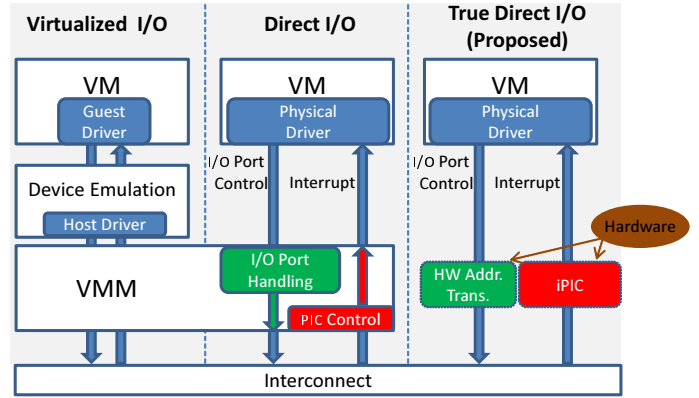 Virtualized I/O
Direct I/O
True Direct I/O
(Proposed)
VM
Guest
Driver
Device Emulation
Host Driver
VMM
VM
Physical
Driver
I/O Port
Control
Interrupt
I/O Port
Handling
PIC Control
VM
Physical
Driver
I/O Port
Control
Interrupt
Hardware
HW Addr.
Trans.
iPIC
Interconnect